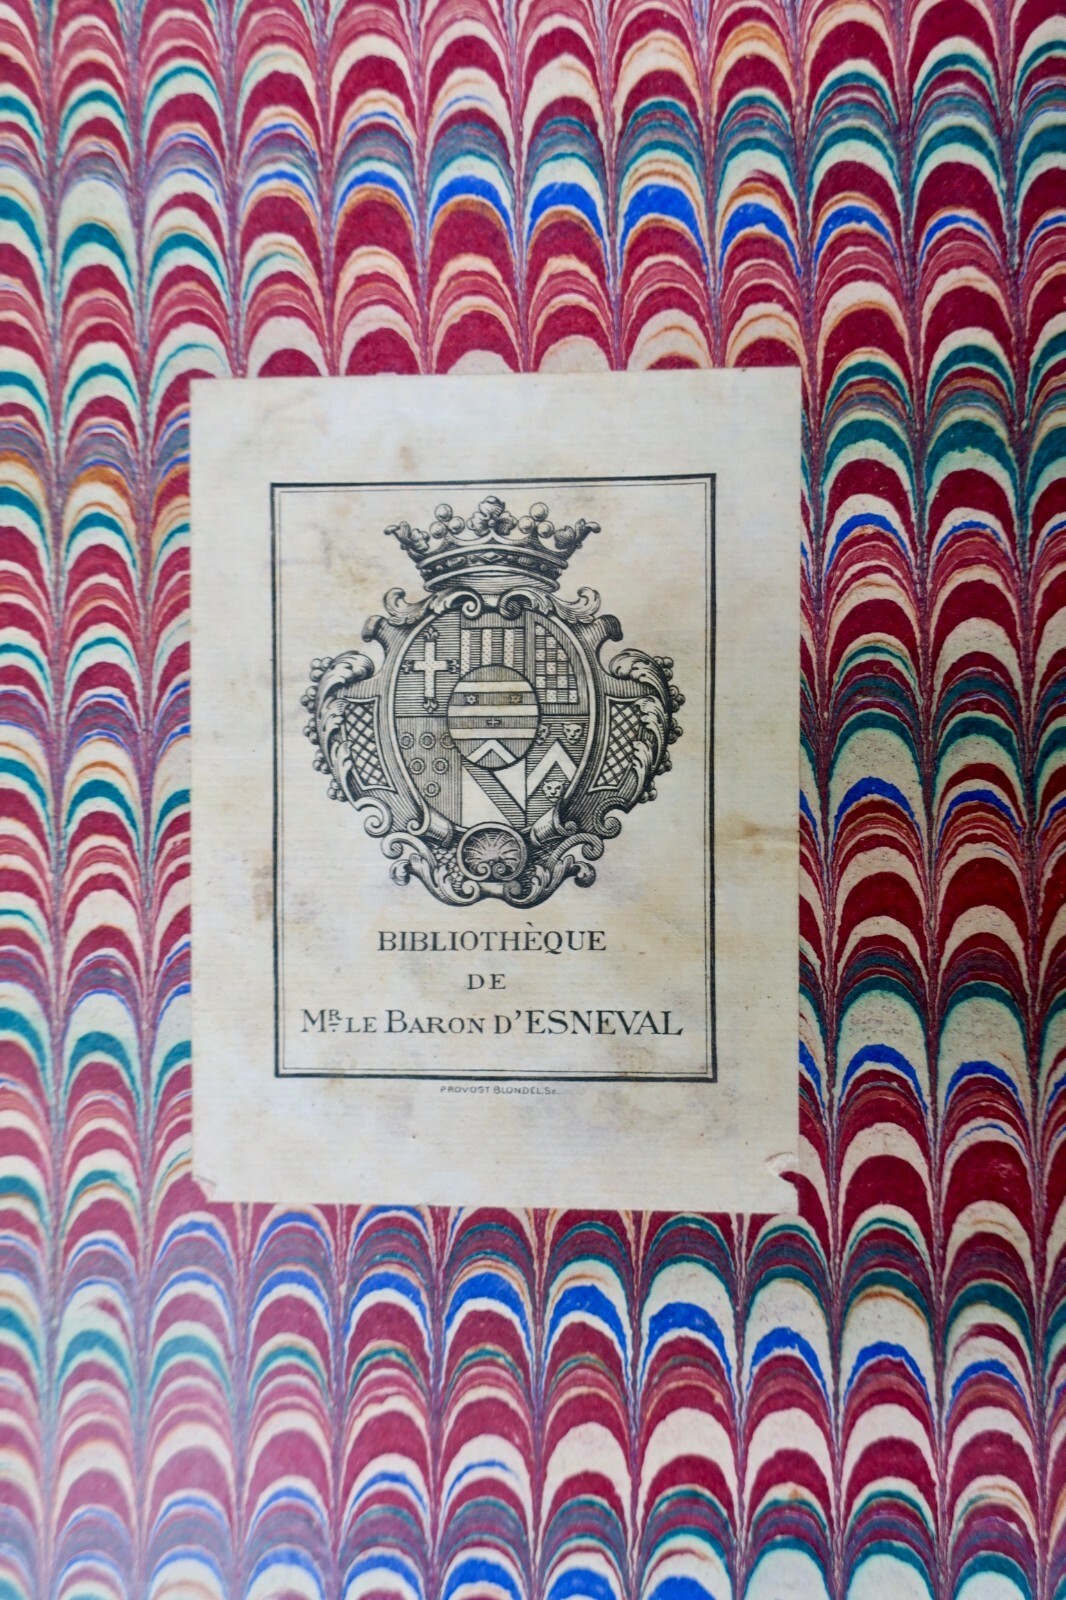 BIBLIOTHÈQUE
DE
MR. LE BARON D'ESNEVAL
PROVOST BLONDEL Sc.